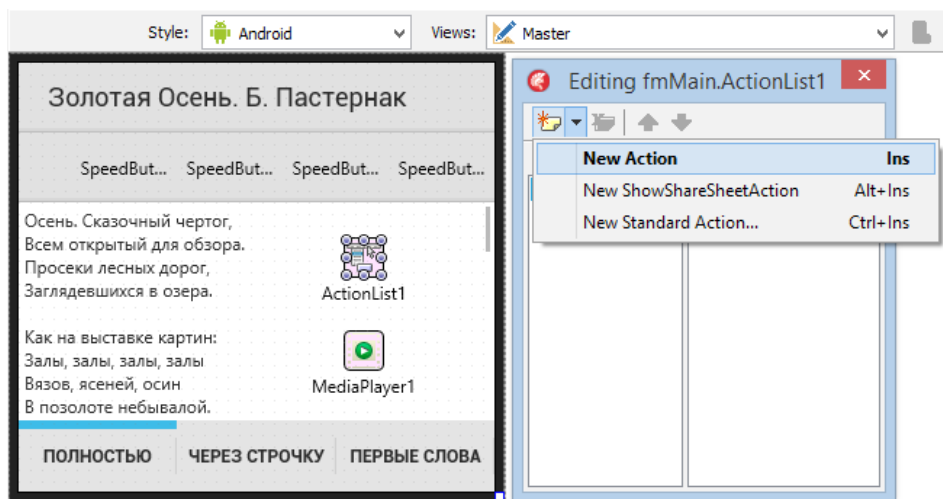 Style: Android Views: Master
Золотая Осень. Б. Пастернак
SpeedBut... SpeedBut... SpeedBut... SpeedBut...
Осень. Сказочный чертог,
Всем открытый для обзора.
Просеки лесных дорог,
Заглядевшихся в озера.
ActionList1
Как на выставке картин:
Залы, залы, залы, залы
Вязов, ясеней, осин
В позолоте небывалой.
MediaPlayer1
ПОЛНОСТЬЮ ЧЕРЕЗ СТРОЧКУ ПЕРВЫЕ СЛОВА
Editing fmMain.ActionList1
New Action Ins
New ShowShareSheetAction Alt+Ins
New Standard Action... Ctrl+Ins